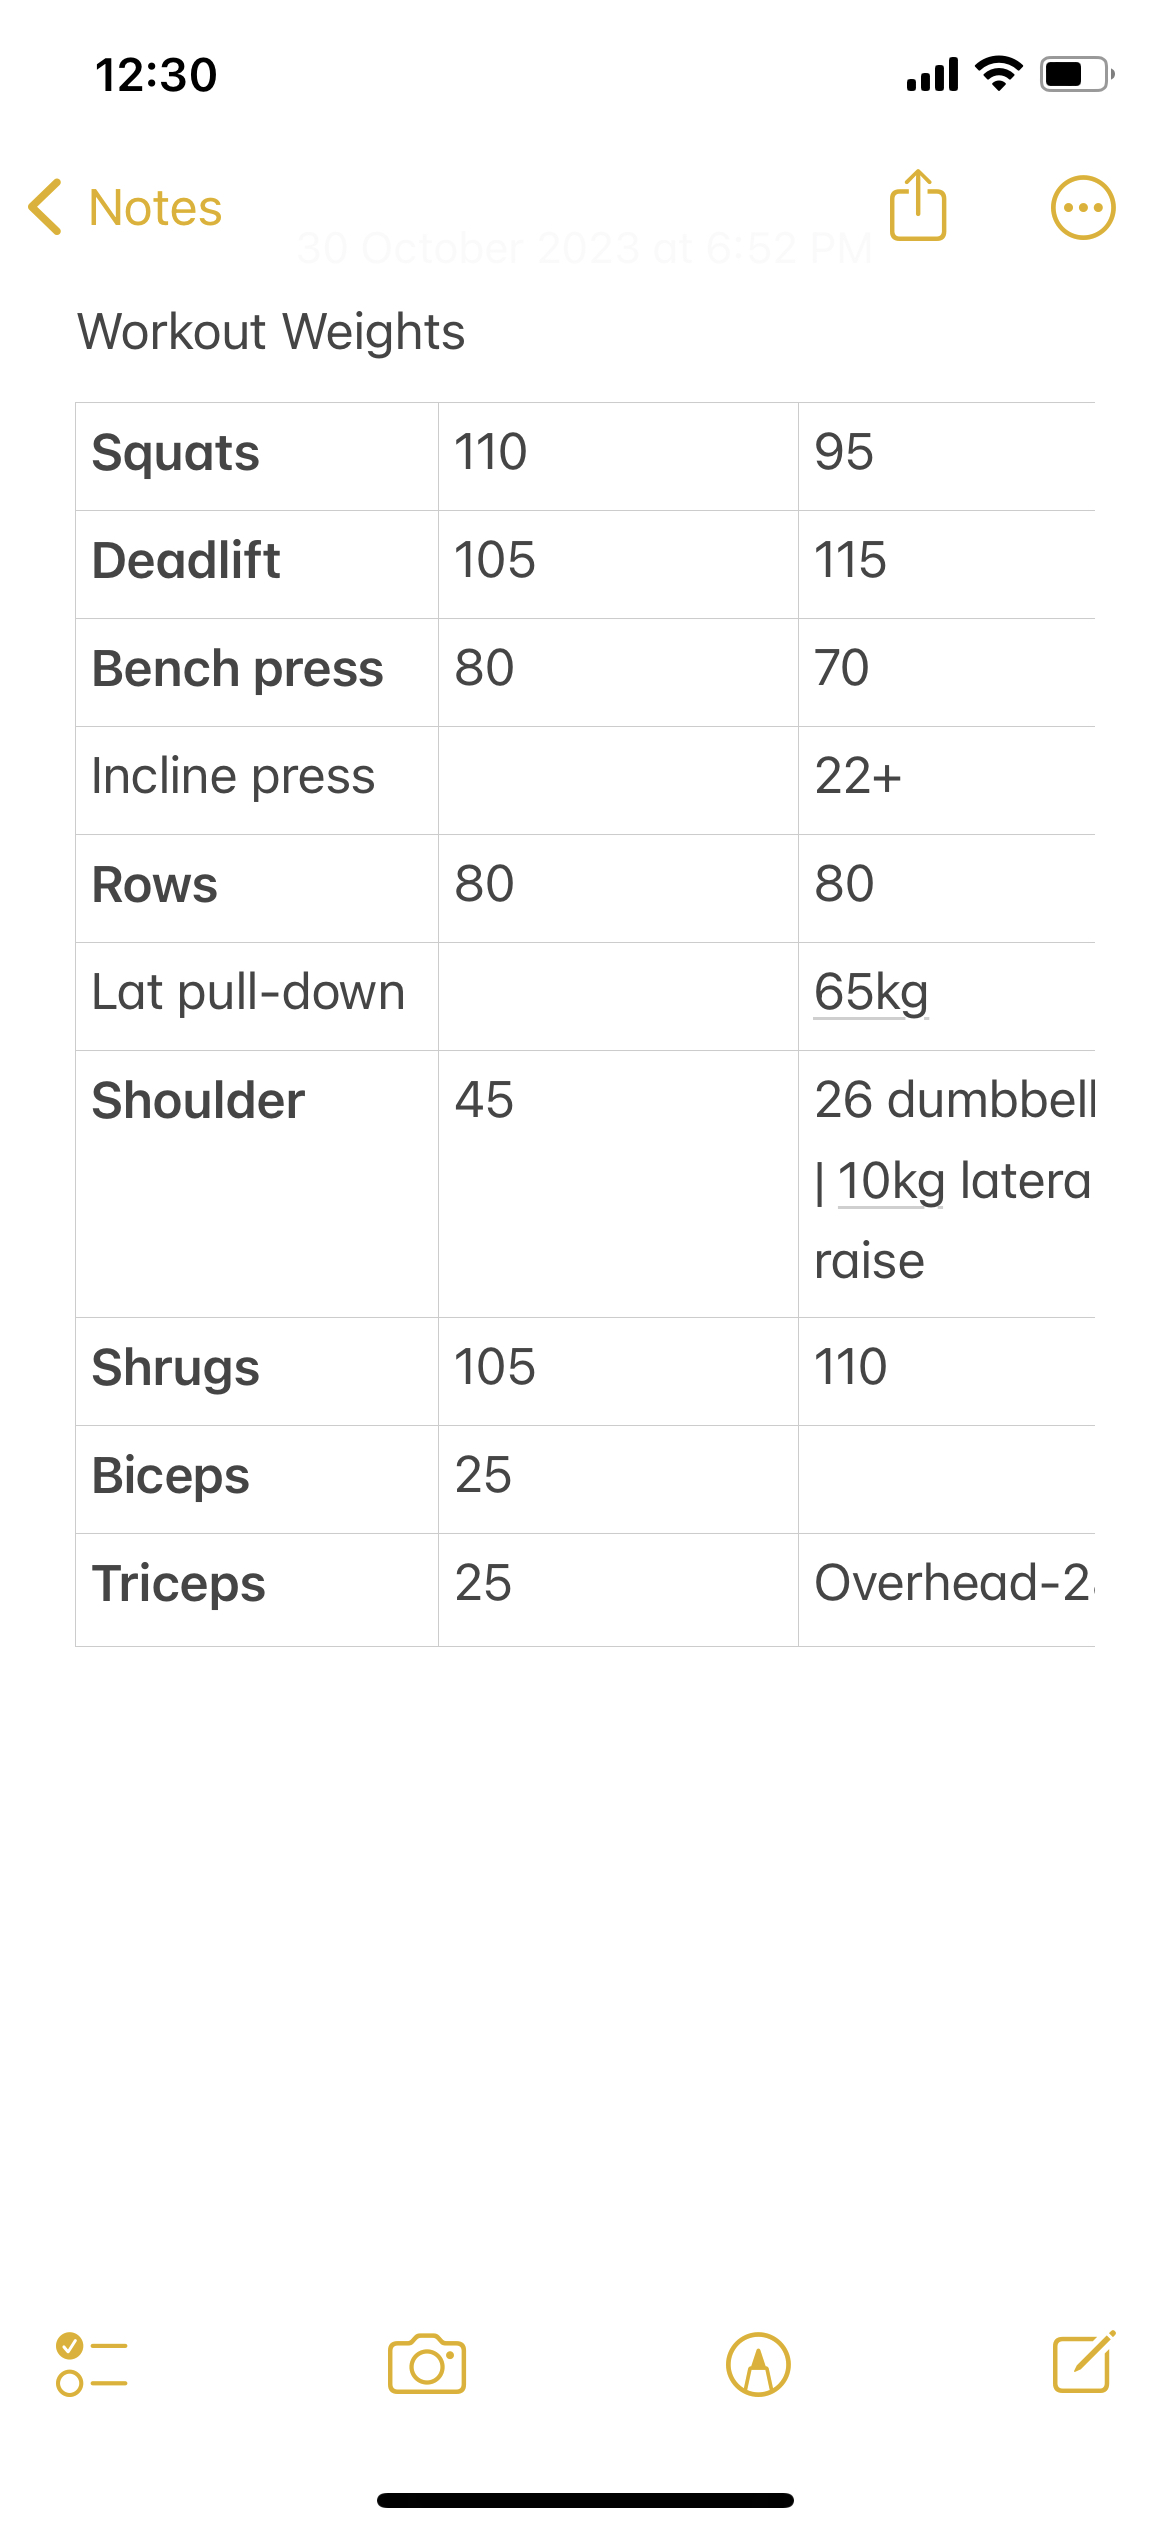 12:30
Notes
30 October 2023 at 6:52 PM
Workout Weights
Squats 110 95
Deadlift 105 115
Bench press 80 70
Incline press 22+
Rows 80 80
Lat pull-down 65kg
Shoulder 45 26 dumbbell
| 10kg latera
raise
Shrugs 105 110
Biceps 25
Triceps 25 Overhead-2